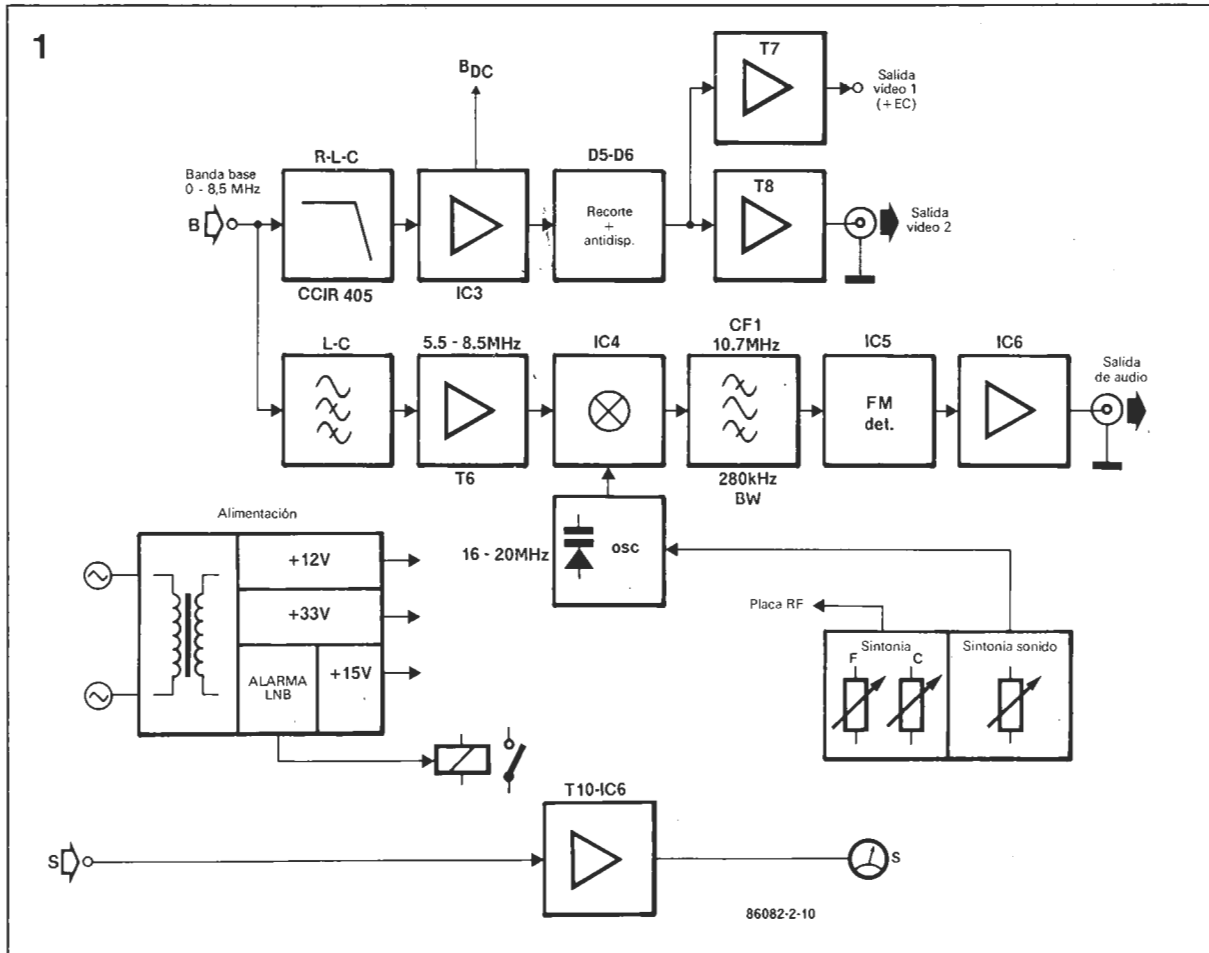 1
T7
Salida
video 1
(+EC)
BDC
R-L-C
D5-D6
Banda base
0 - 8,5 MHz
B
Recorte
+
antidisp.
T8
Salida
video 2
CCIR 405
IC3
L-C
5.5 - 8.5MHz
IC4
CF1
10.7MHz
IC5
IC6
Salida
de audio
FM
det.
T6
280kHz
BW
Alimentación
16 - 20MHz
osc
+12V
+33V
ALARMA
LNB
+15V
Placa RF
Sintonia
F C
Sintonia sonido
T10-IC6
S
S
86082-2-10